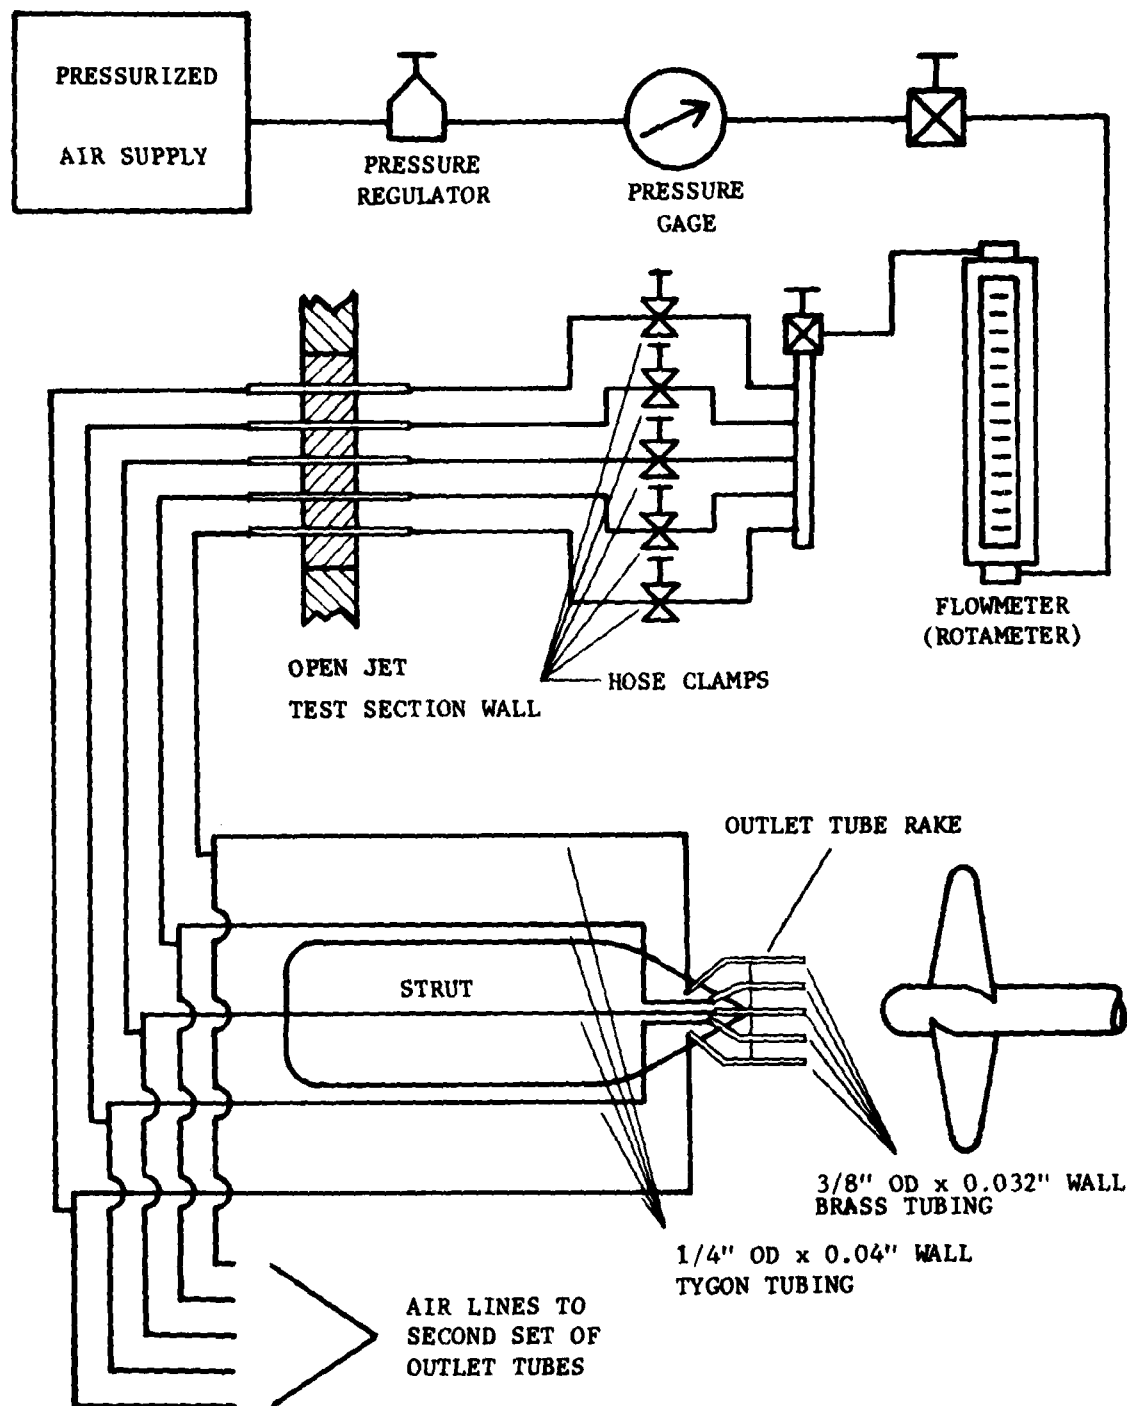 PRESSURIZED
AIR SUPPLY
PRESSURE
REGULATOR
PRESSURE
GAGE
FLOWMETER
(ROTAMETER)
OPEN JET
TEST SECTION WALL
HOSE CLAMPS
OUTLET TUBE RAKE
STRUT
3/8" OD x 0.032" WALL
BRASS TUBING
1/4" OD x 0.04" WALL
TYGON TUBING
AIR LINES TO
SECOND SET OF
OUTLET TUBES